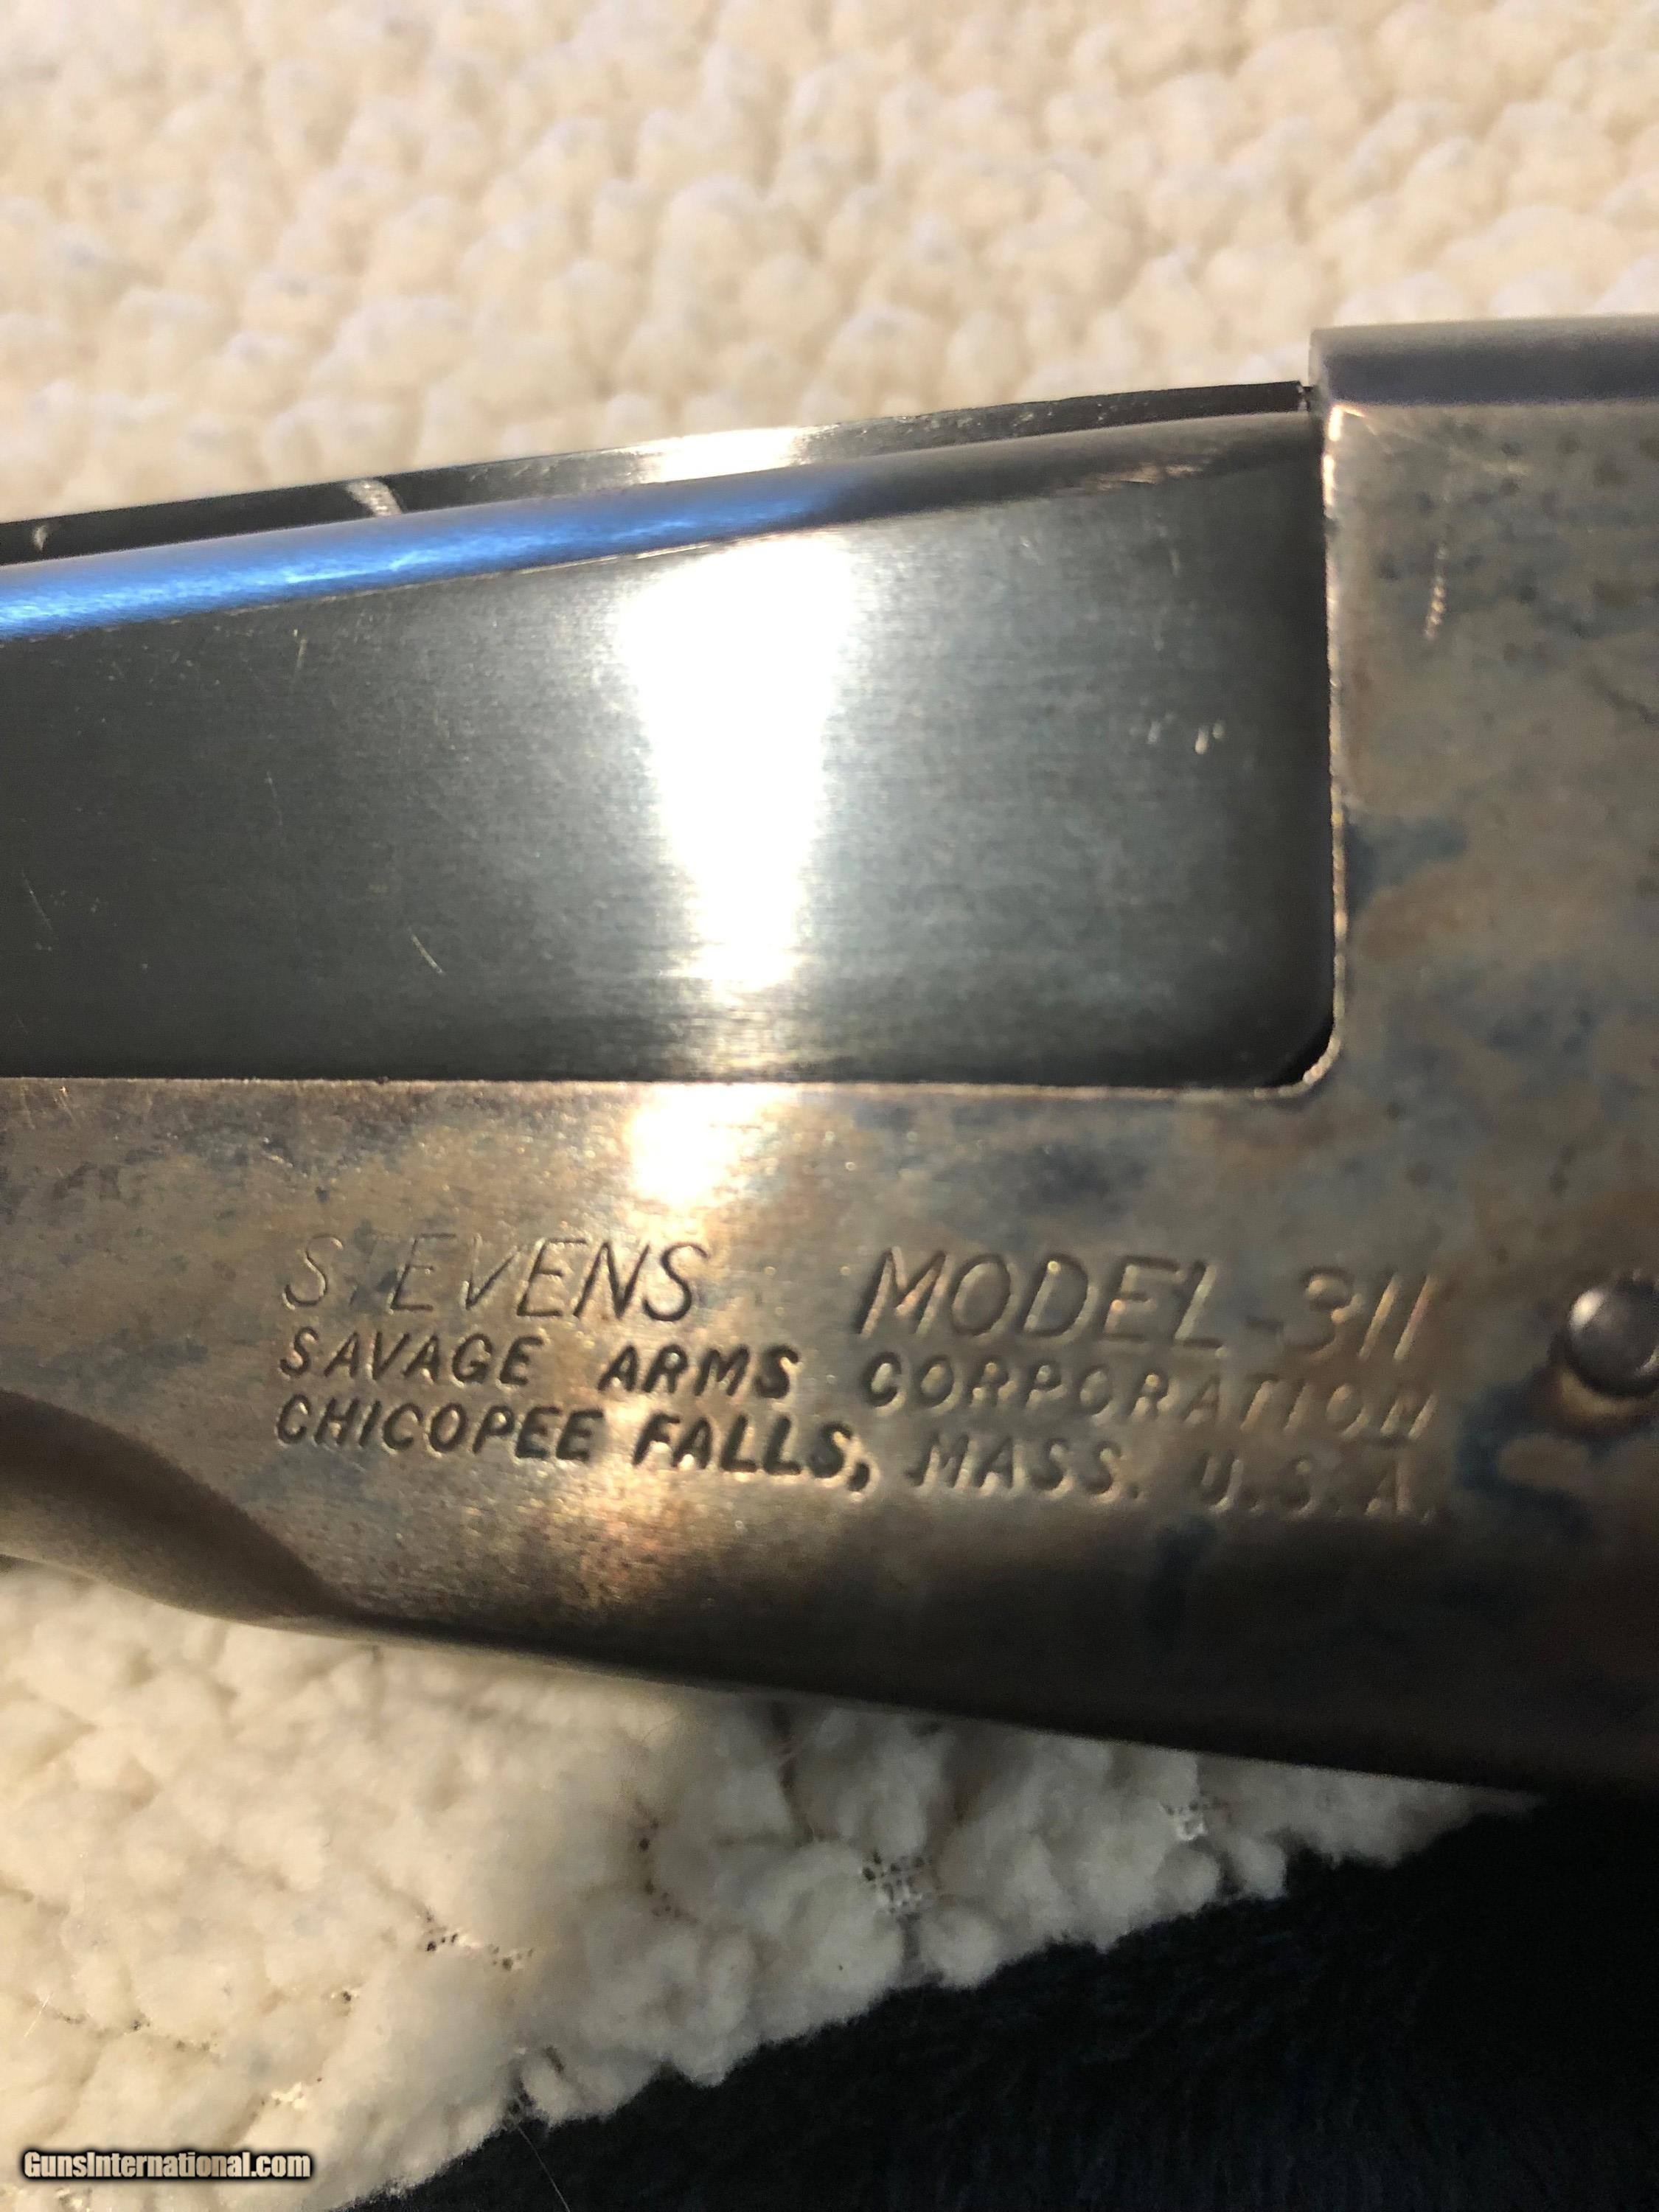 STEVENS MODEL-311
SAVAGE ARMS CORPORATION
CHICOPEE FALLS, MASS. U.S.A.
GunsInternational.com